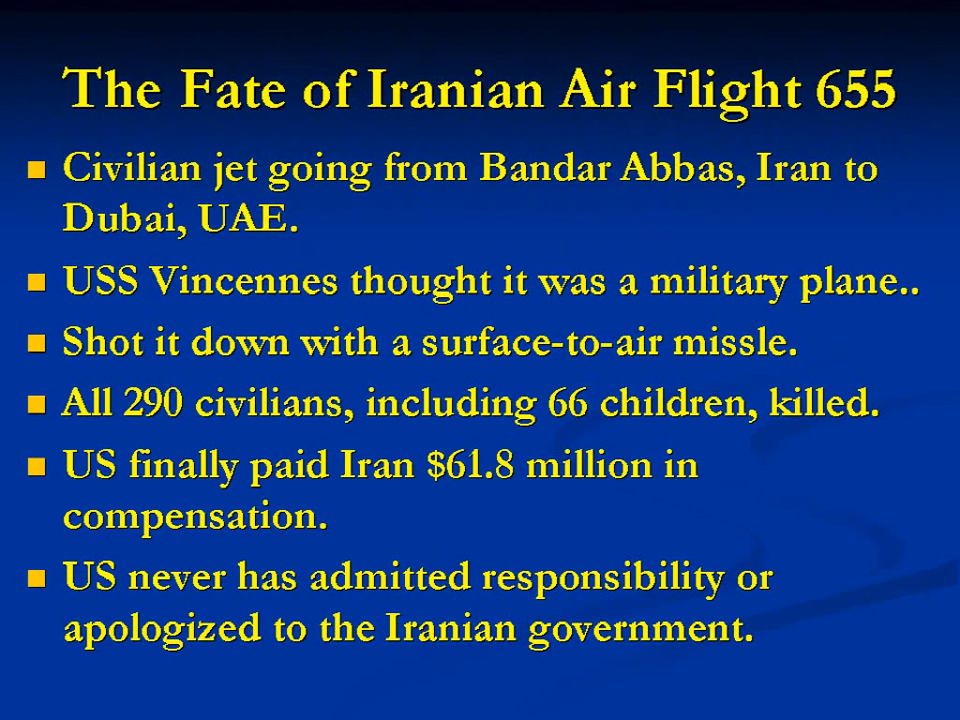 The Fate of Iranian Air Flight 655
Civilian jet going from Bandar Abbas, Iran to
Dubai, UAE.
USS Vincennes thought it was a military plane..
Shot it down with a surface-to-air missle.
All 290 civilians, including 66 children, killed.
US finally paid Iran $61.8 million in
compensation.
US never has admitted responsibility or
apologized to the Iranian government.